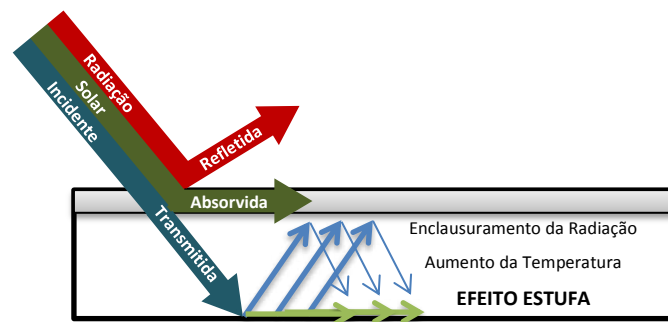 Radiação
Solar
Incidente
Refletida
Absorvida
Transmitida
Enclausuramento da Radiação
Aumento da Temperatura
EFEITO ESTUFA